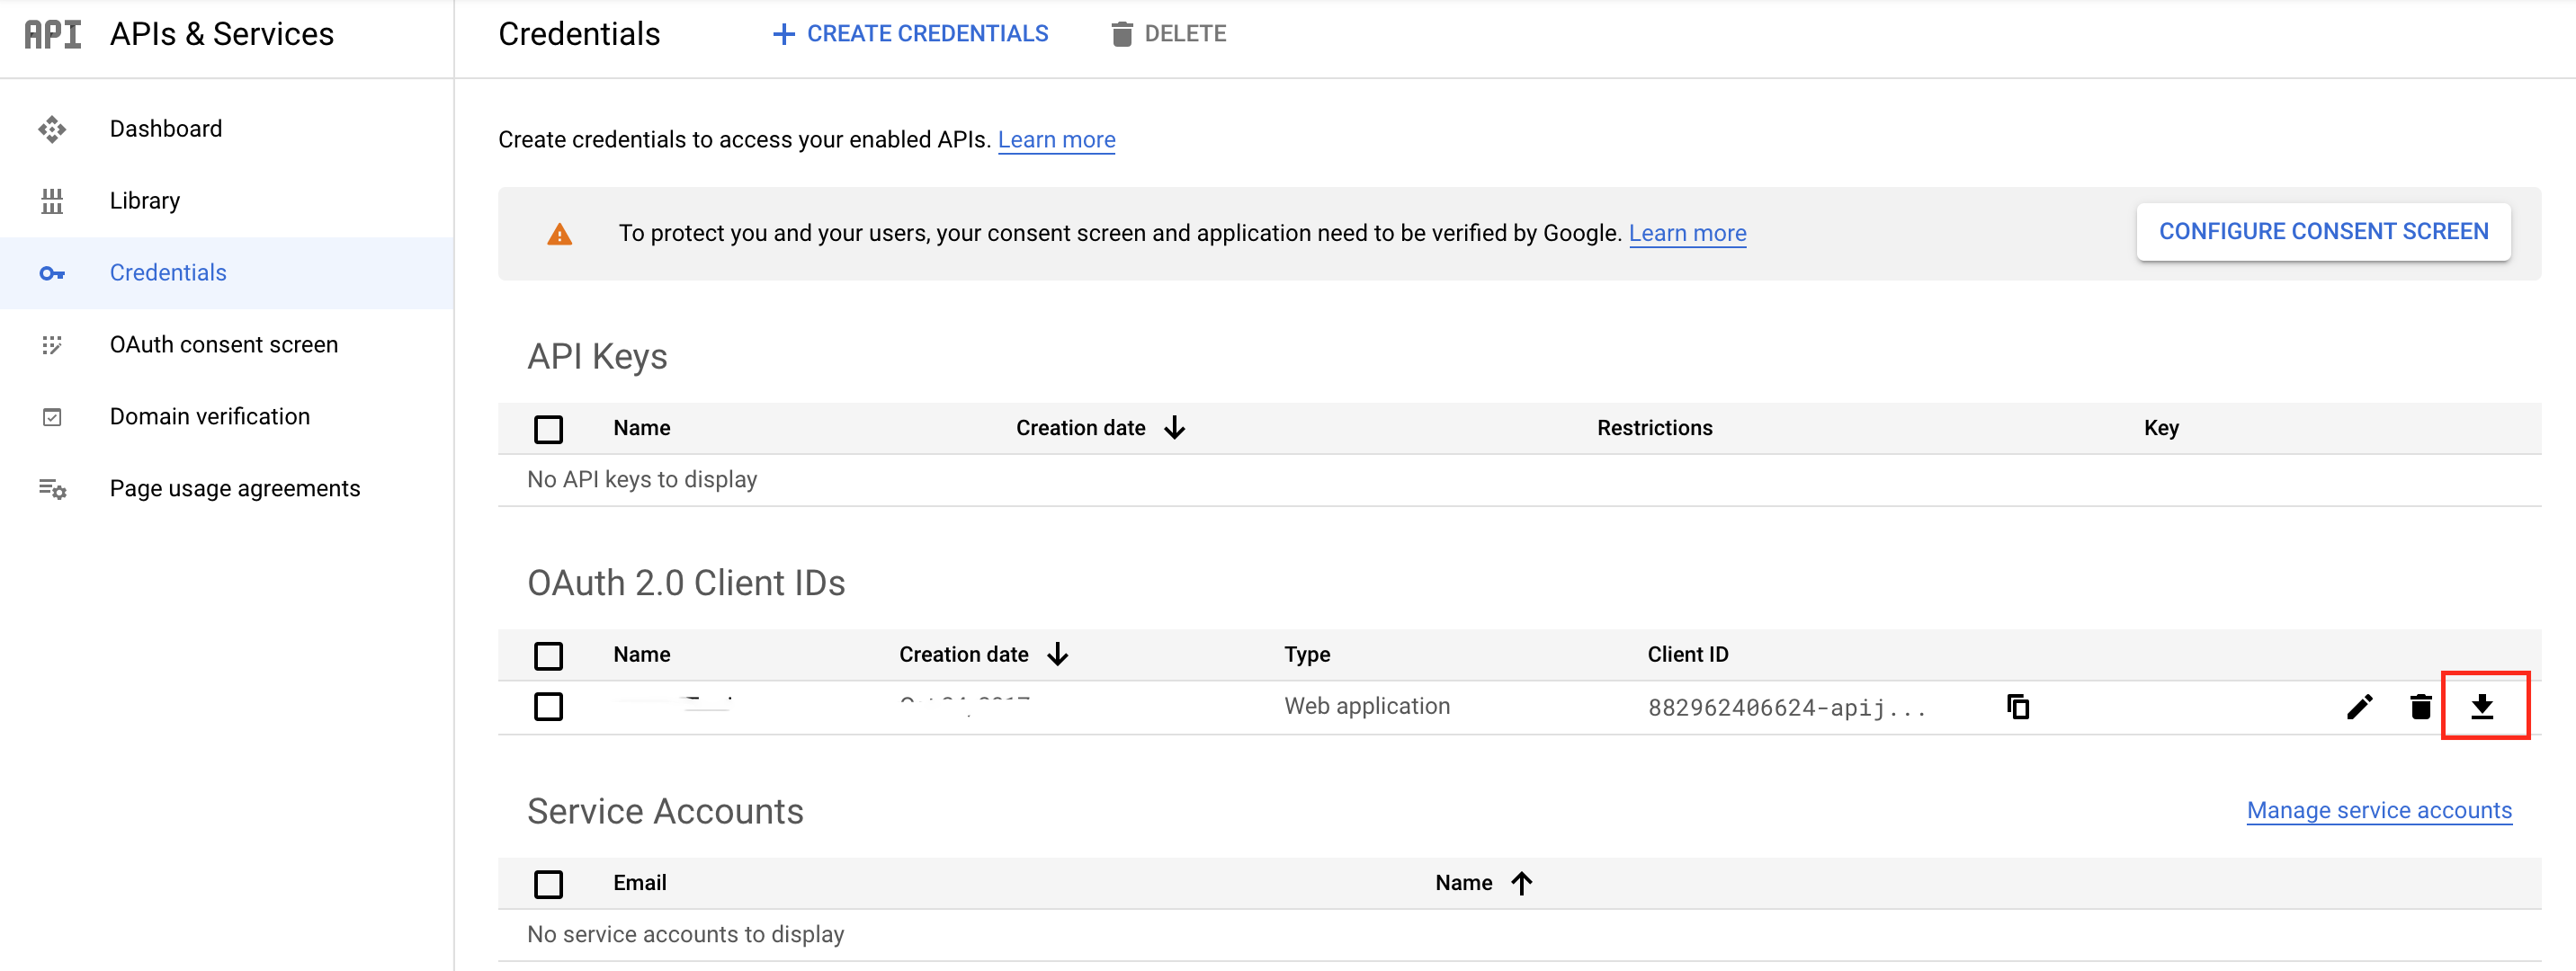 API APIs & Services
Credentials
CREATE CREDENTIALS
DELETE
Dashboard
Library
Credentials
OAuth consent screen
Domain verification
Page usage agreements
Create credentials to access your enabled APIs. Learn more
To protect you and your users, your consent screen and application need to be verified by Google. Learn more
CONFIGURE CONSENT SCREEN
API Keys
Name Creation date Restrictions Key
No API keys to display
OAuth 2.0 Client IDs
Name Creation date Type Client ID
Web application 882962406624-apij...
Service Accounts
Manage service accounts
Email Name
No service accounts to display